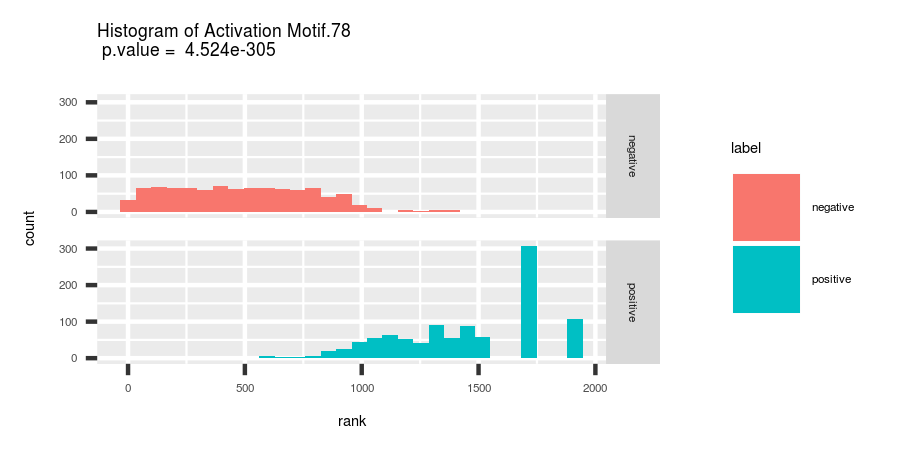 Histogram of Activation Motif.78
p.value = 4.524e-305
300
200
100
0
negative
300
200
100
0
positive
0 500 1000 1500 2000
rank
count
label
negative
positive